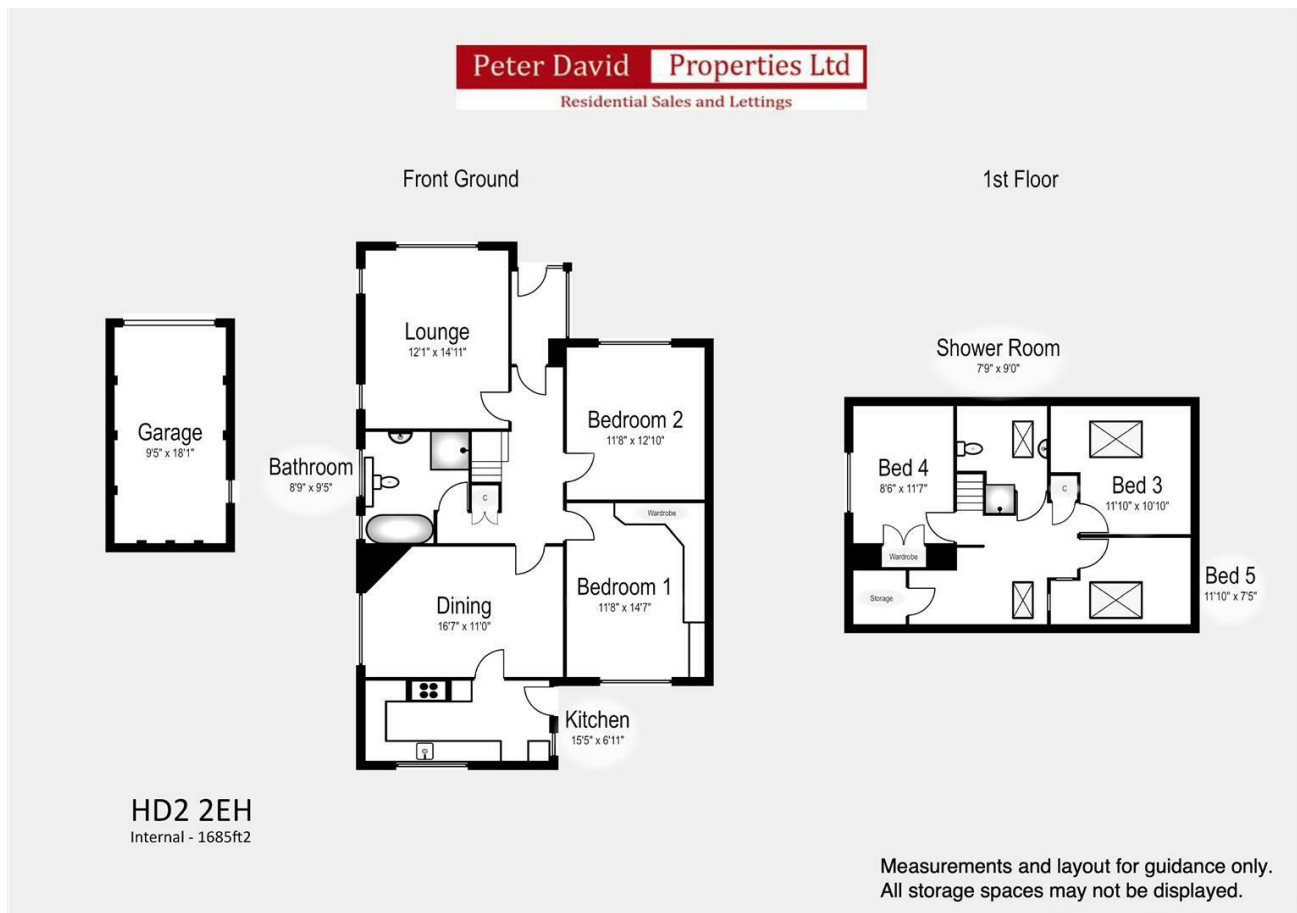 Peter David Properties Ltd
Residential Sales and Lettings
Front Ground
1st Floor
Lounge
12'1" x 14'11"
Shower Room
7'9" x 9'0"
Garage
9'5" x 18'1"
Bedroom 2
11'8" x 12'10"
Bathroom
8'9" x 9'5"
C
Bed 4
8'6" x 11'7"
C
Bed 3
11'10" x 10'10"
Wardrobe
Wardrobe
Bedroom 1
11'8" x 14'7"
Dining
16'7" x 11'0"
Storage
Bed 5
11'10" x 7'5"
Kitchen
15'5" x 6'11"
HD2 2EH
Internal - 1685ft2
Measurements and layout for guidance only.
All storage spaces may not be displayed.